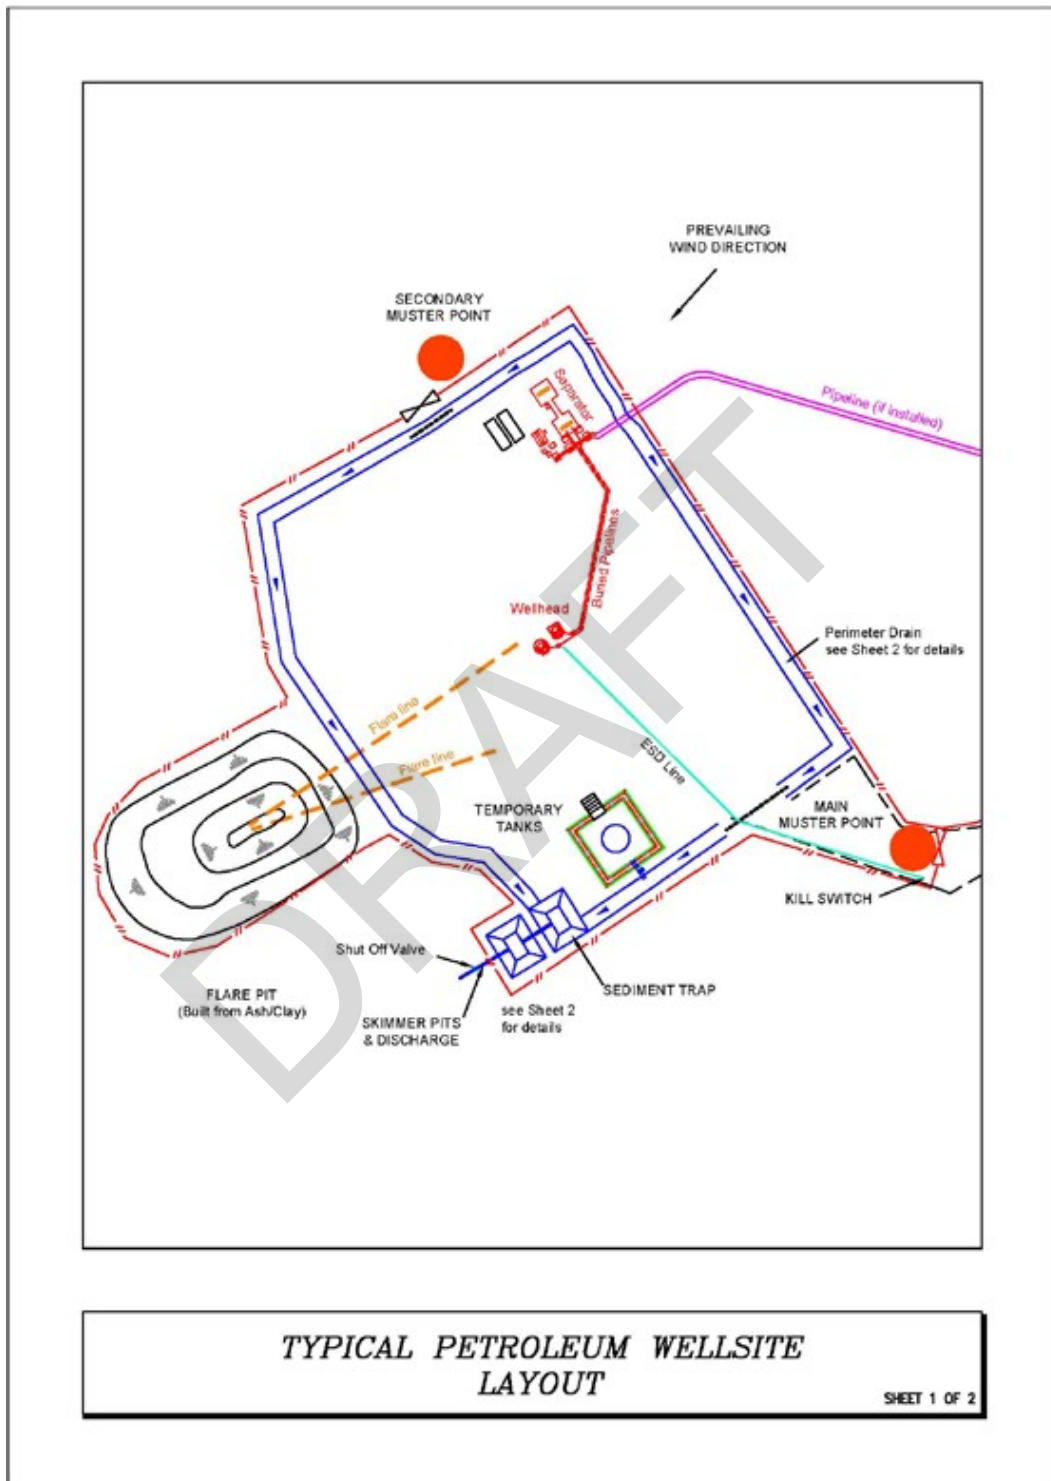 PREVAILING
WIND DIRECTION
SECONDARY
MUSTER POINT
Separator
Pipeline (if installed)
Buried Pipelines
Wellhead
Perimeter Drain
see Sheet 2 for details
Flare line
Flare line
ESD Line
TEMPORARY
TANKS
MAIN
MUSTER POINT
KILL SWITCH
Shut Off Valve
FLARE PIT
(Built from Ash/Clay)
SEDIMENT TRAP
SKIMMER PITS
& DISCHARGE
see Sheet 2
for details
DRAFT
TYPICAL PETROLEUM WELLSITE
LAYOUT
SHEET 1 OF 2